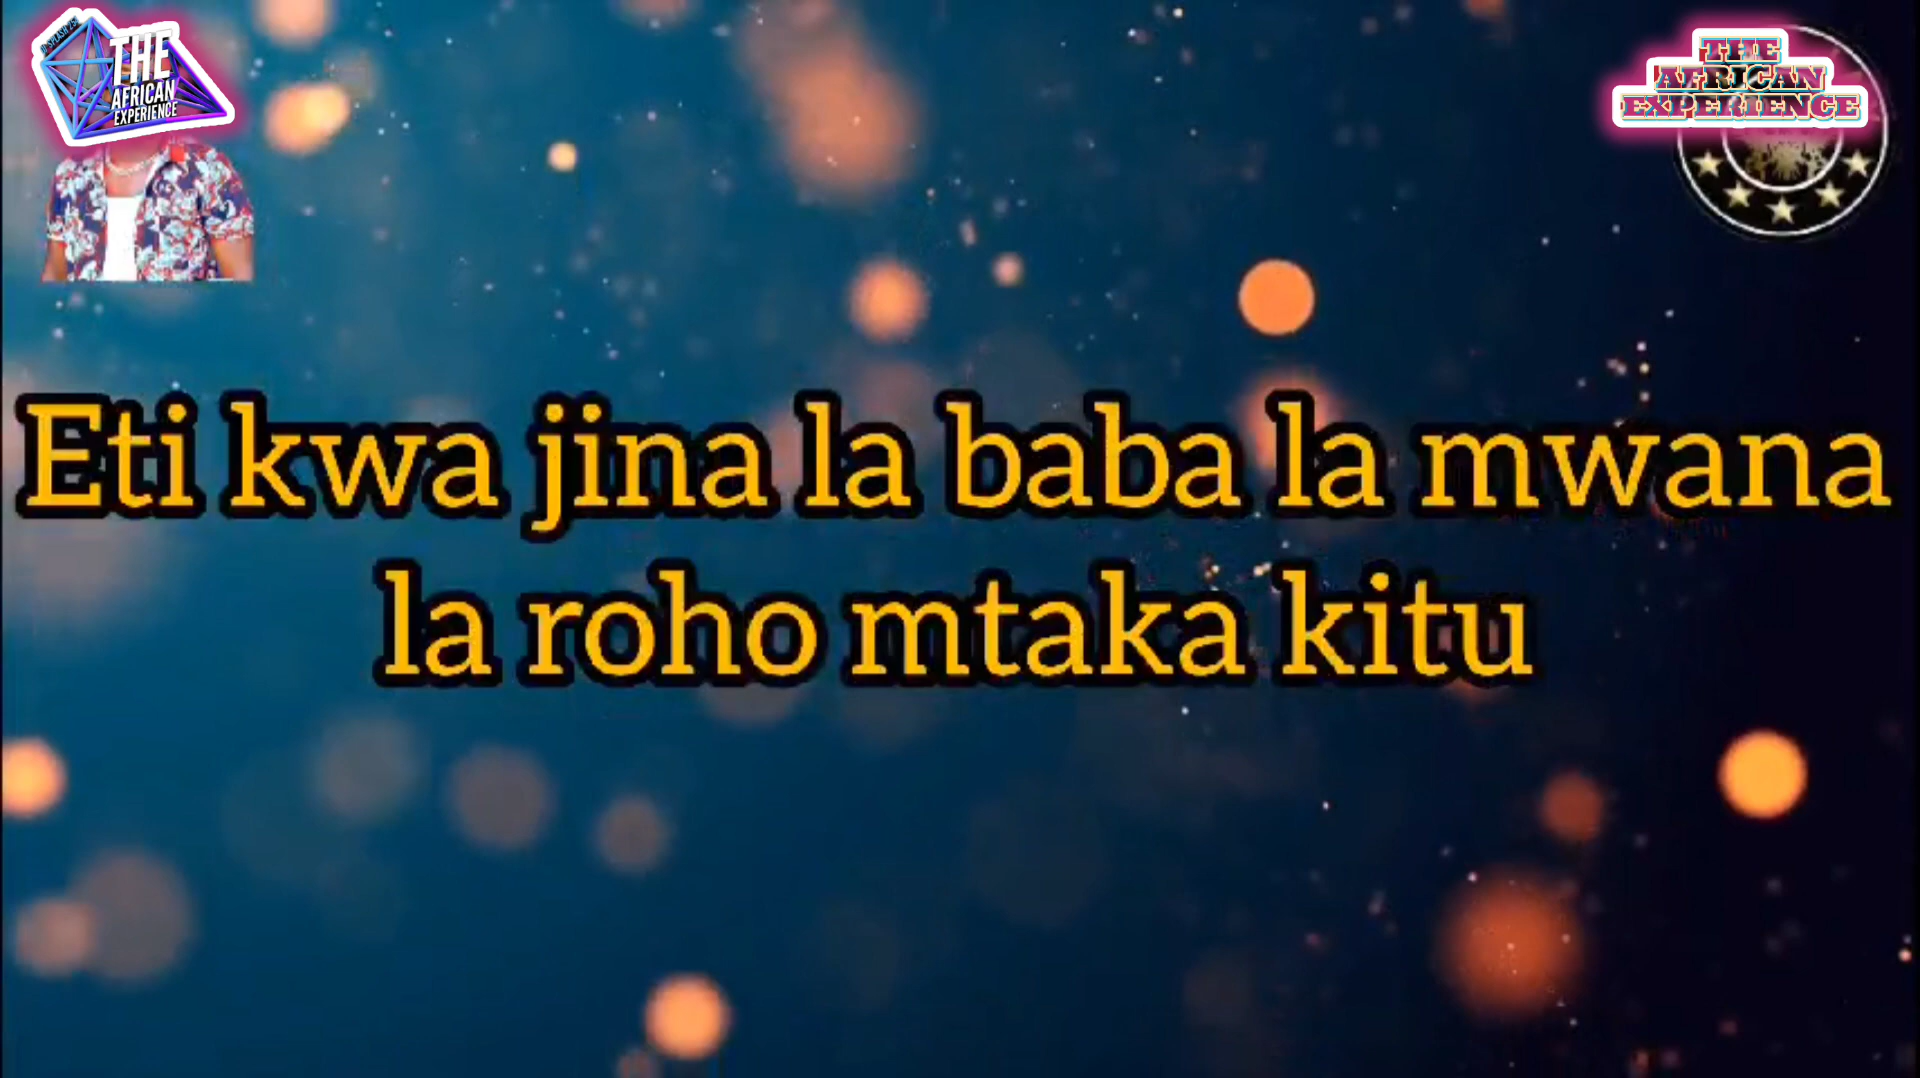 THE
AFRICAN
EXPERIENCE
THE
AFRICAN
EXPERIENCE
Eti kwa jina la baba la mwana
la roho mtaka kitu